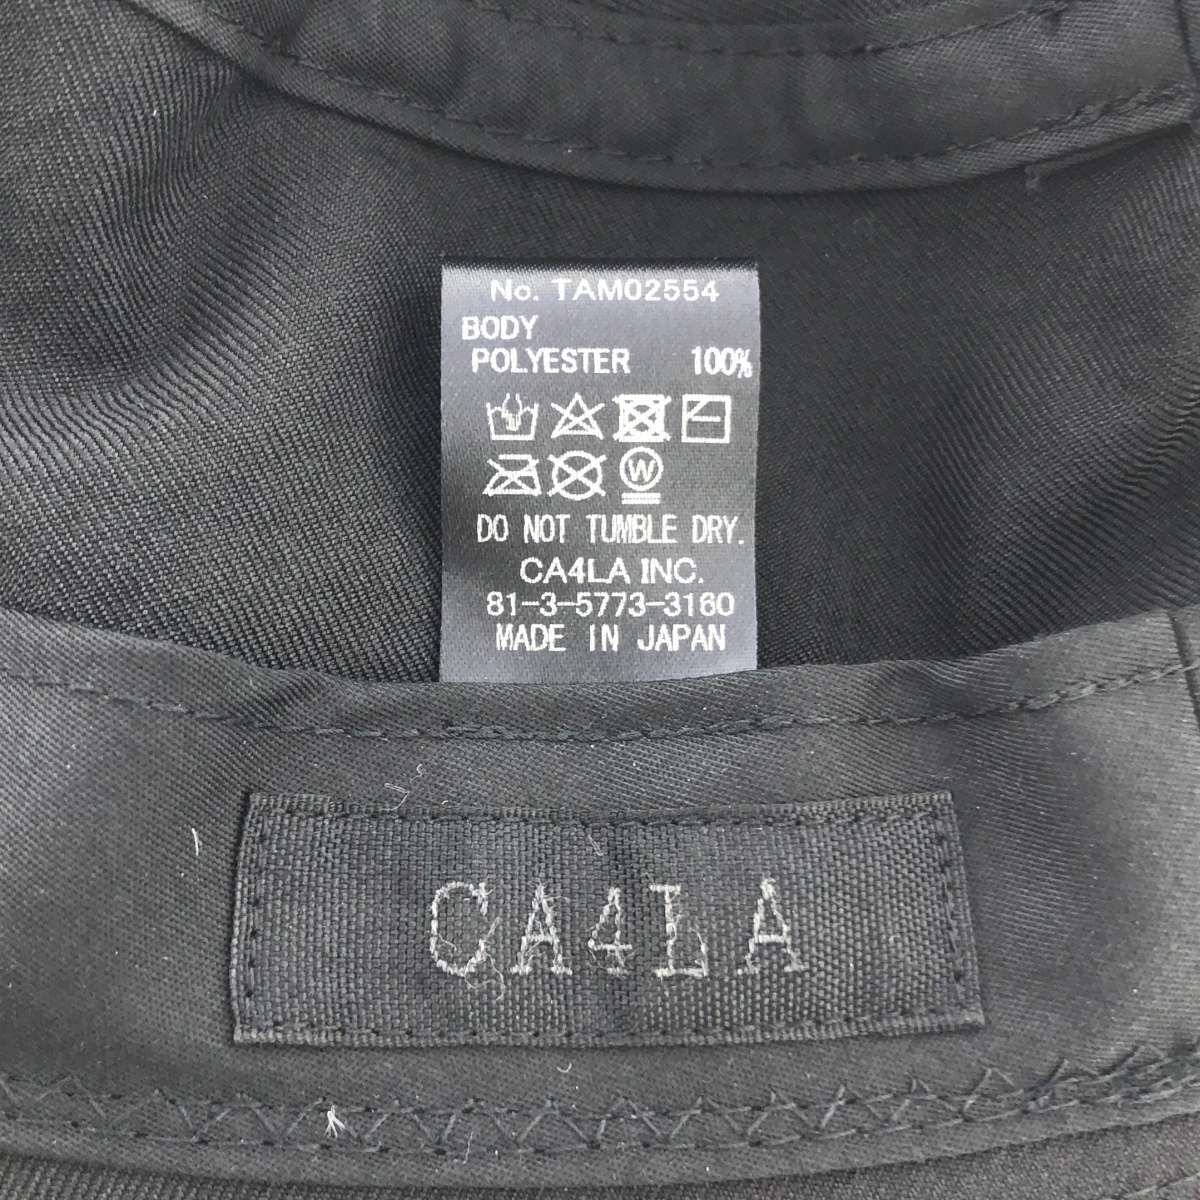 No. TAM02554
BODY
POLYESTER 100%
W
DO NOT TUMBLE DRY.
CA4LA INC.
81-3-5773-3160
MADE IN JAPAN
CA4LA